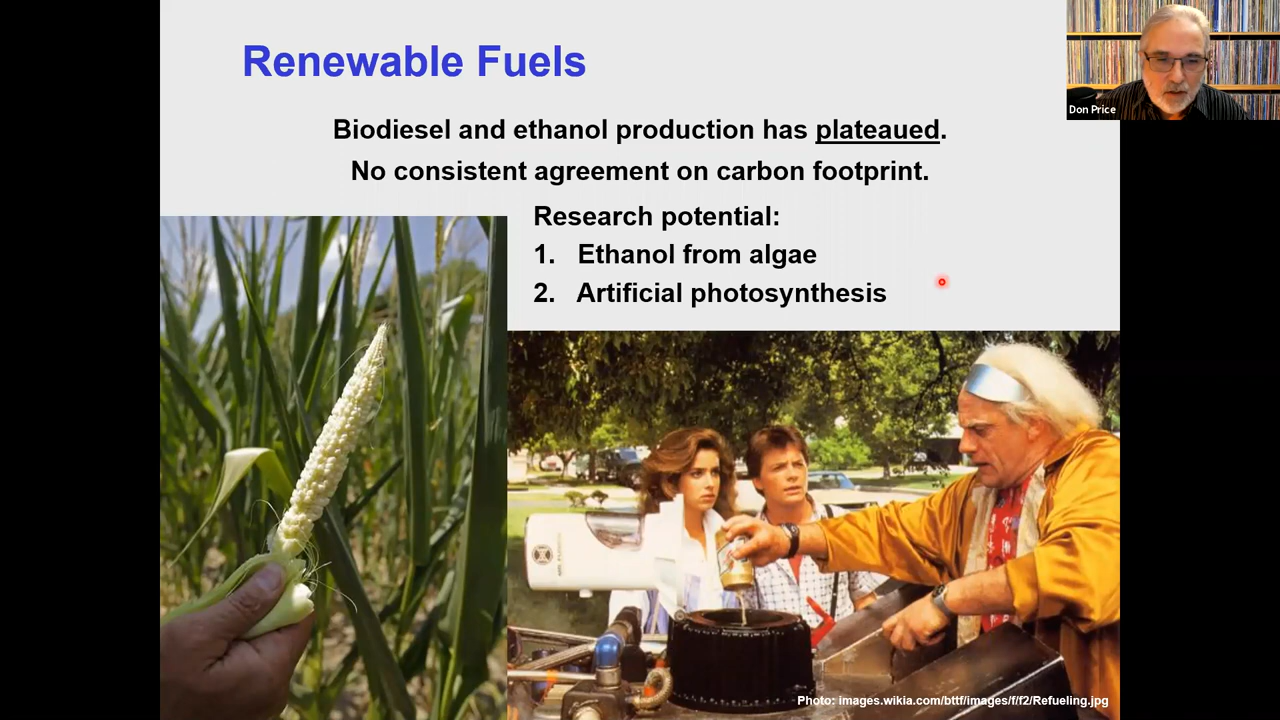 Renewable Fuels
Don Price
Biodiesel and ethanol production has plateaued.
No consistent agreement on carbon footprint.
Research potential:
1. Ethanol from algae
2. Artificial photosynthesis
Photo: images.wikia.com/bttf/images/f/f2/Refueling.jpg